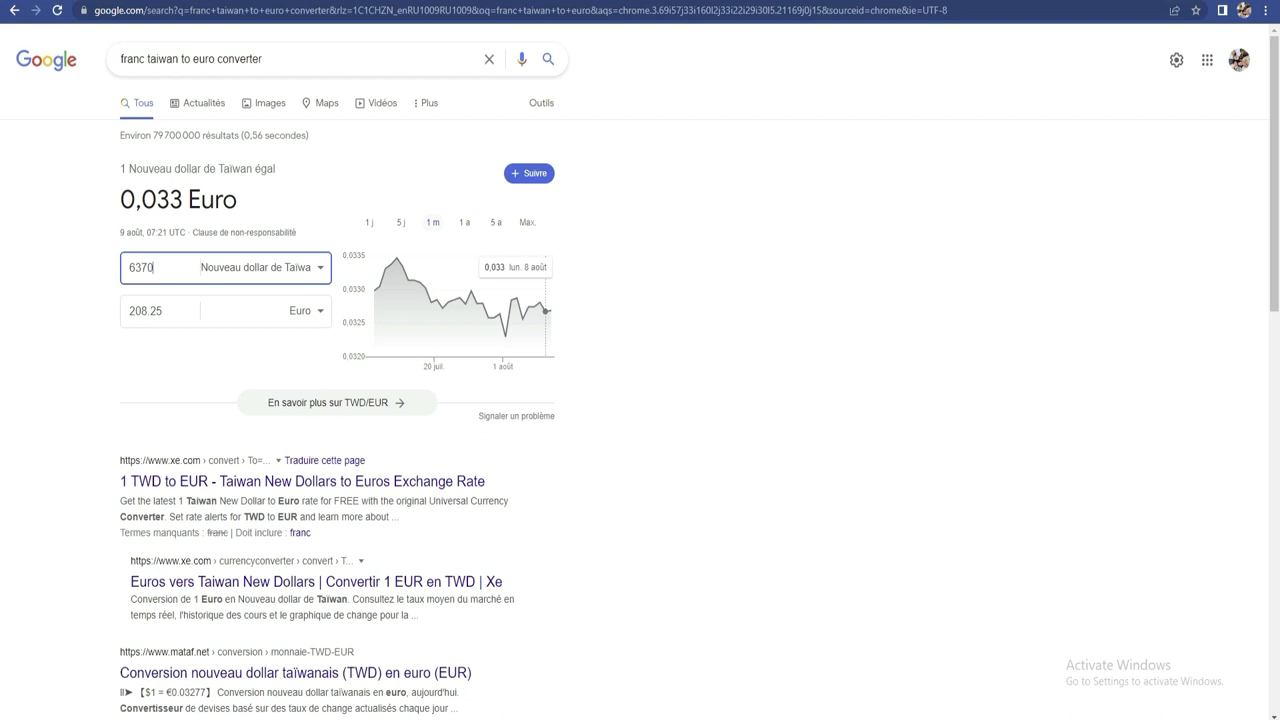 google.com/search?q=franc+taiwan+to+euro+converter&rlz=1C1CHZN_enRU1009RU1009&oq=franc+taiwan+to+euro&aqs=chrome.3.69i57j33i160l2j33i22i29i30l5.21169j0j15&sourceid=chrome&ie=UTF-8
Google
franc taiwan to euro converter
Tous Actualités Images Maps Vidéos Plus Outils
Environ 79 700 000 résultats (0,56 secondes)
1 Nouveau dollar de Taïwan égal
+ Suivre
0,033 Euro
1 j 5 j 1 m 1 a 5 a Max.
9 août, 07:21 UTC · Clause de non-responsabilité
6370 Nouveau dollar de Taïwa
208.25 Euro
0,0335
0,033 lun. 8 août
0,0330
0,0325
0,0320
20 juil. 1 août
En savoir plus sur TWD/EUR
Signaler un problème
https://www.xe.com › convert › To=... Traduire cette page
1 TWD to EUR - Taiwan New Dollars to Euros Exchange Rate
Get the latest 1 Taiwan New Dollar to Euro rate for FREE with the original Universal Currency
Converter. Set rate alerts for TWD to EUR and learn more about ...
Termes manquants : franc | Doit inclure : franc
https://www.xe.com › currencyconverter › convert › T...
Euros vers Taiwan New Dollars | Convertir 1 EUR en TWD | Xe
Conversion de 1 Euro en Nouveau dollar de Taïwan. Consultez le taux moyen du marché en
temps réel, l'historique des cours et le graphique de change pour la ...
https://www.mataf.net › conversion › monnaie-TWD-EUR
Conversion nouveau dollar taïwanais (TWD) en euro (EUR)
ll▶ 【$1 = €0.03277】 Conversion nouveau dollar taïwanais en euro, aujourd'hui.
Convertisseur de devises basé sur des taux de change actualisés chaque jour ...
Activate Windows
Go to Settings to activate Windows.